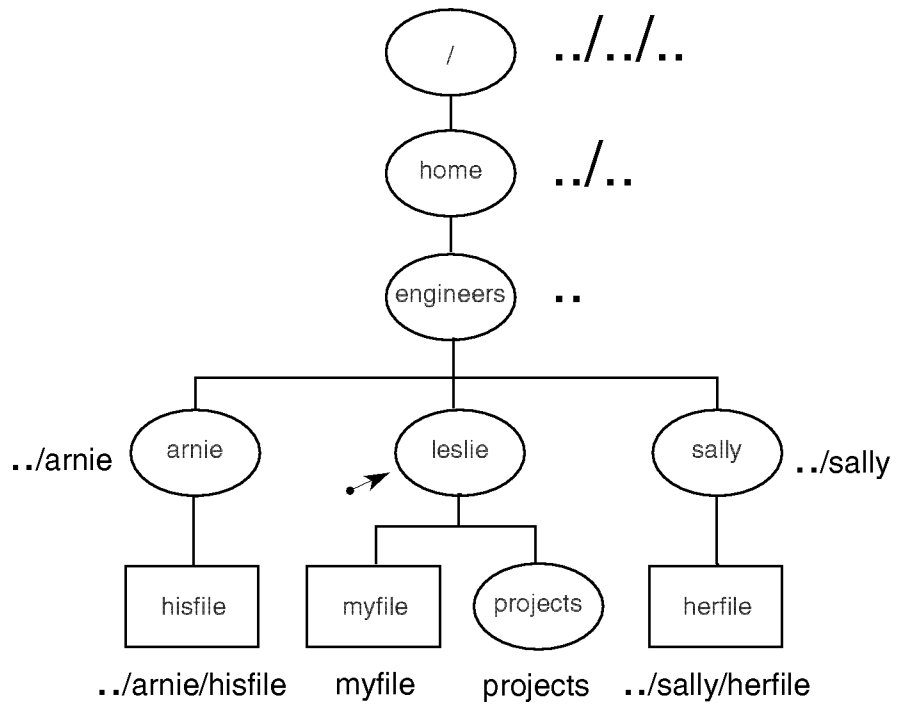 / ../../..
home ../..
engineers ..
../arnie arnie leslie sally ../sally
hisfile myfile projects herfile
../arnie/hisfile myfile projects ../sally/herfile